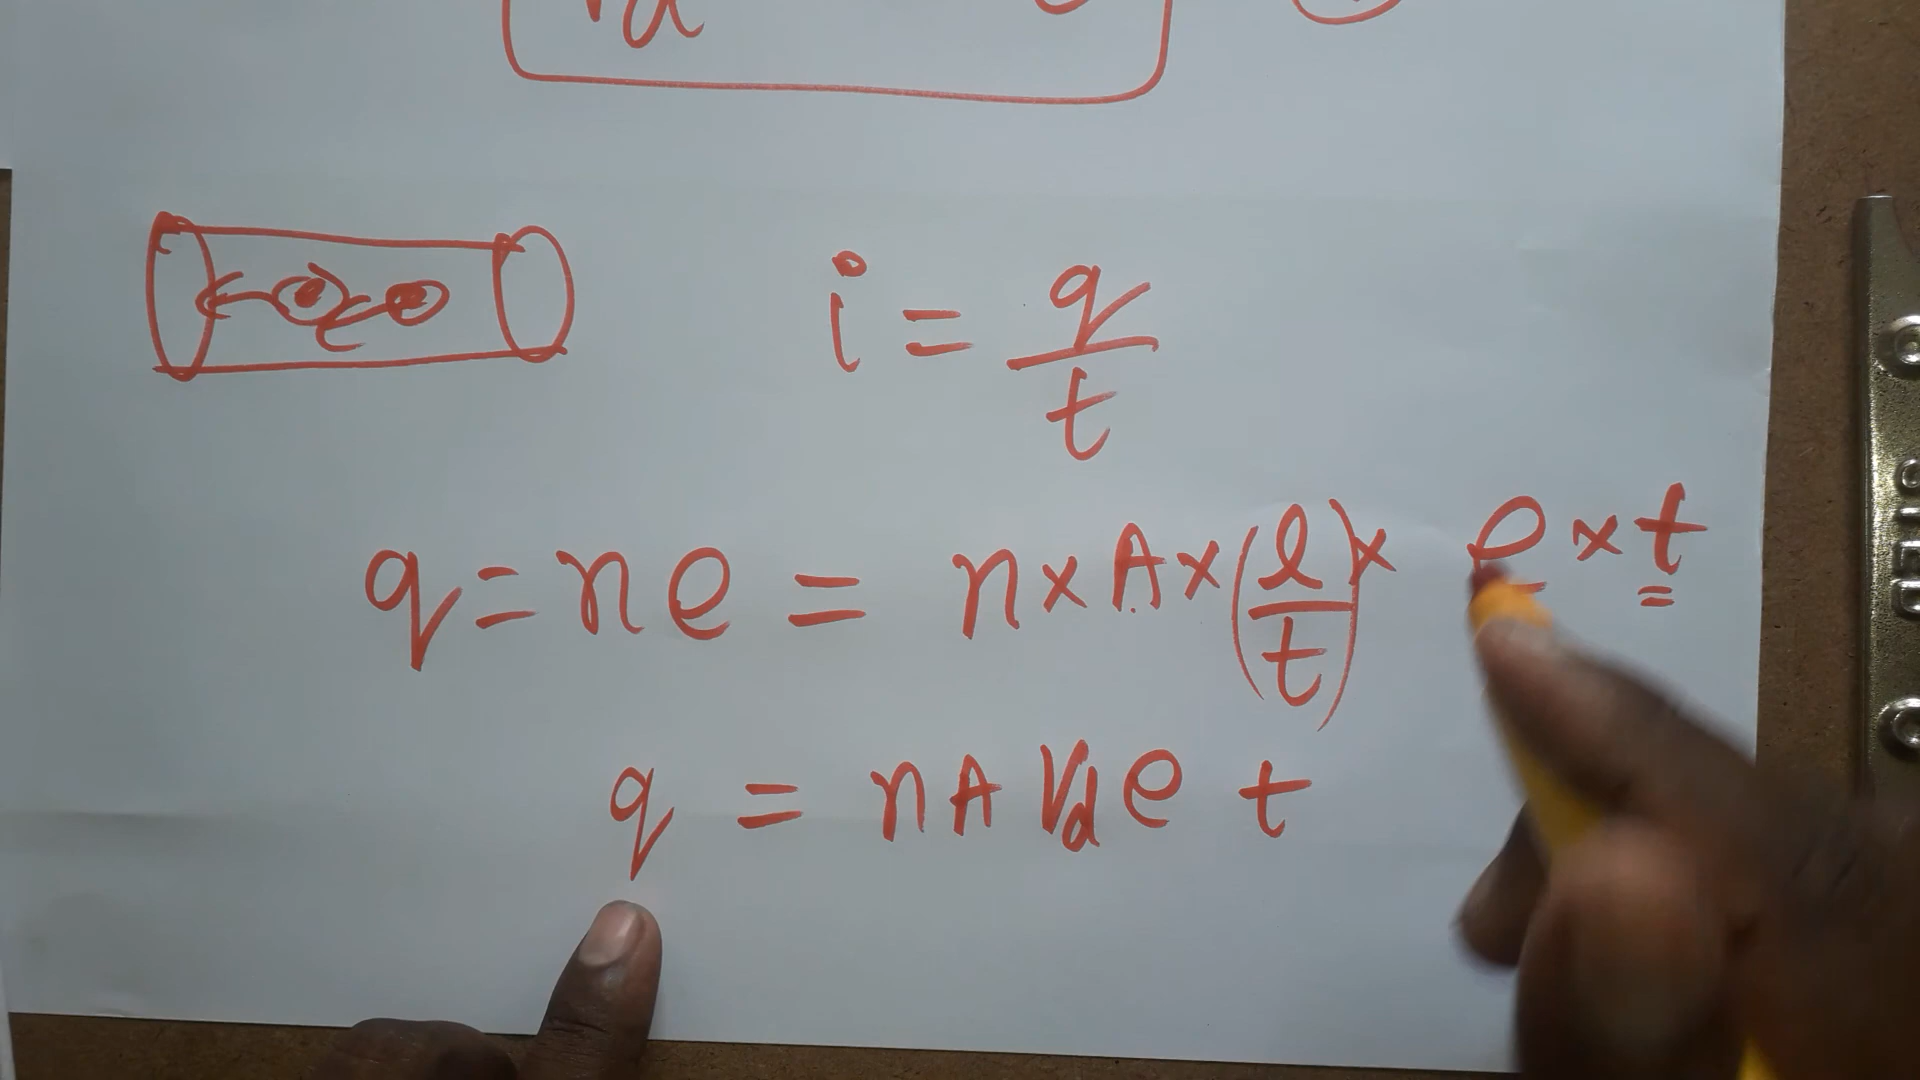 i = q/t
q = ne = n × A × (l/t) × e × t
q = nAVde t